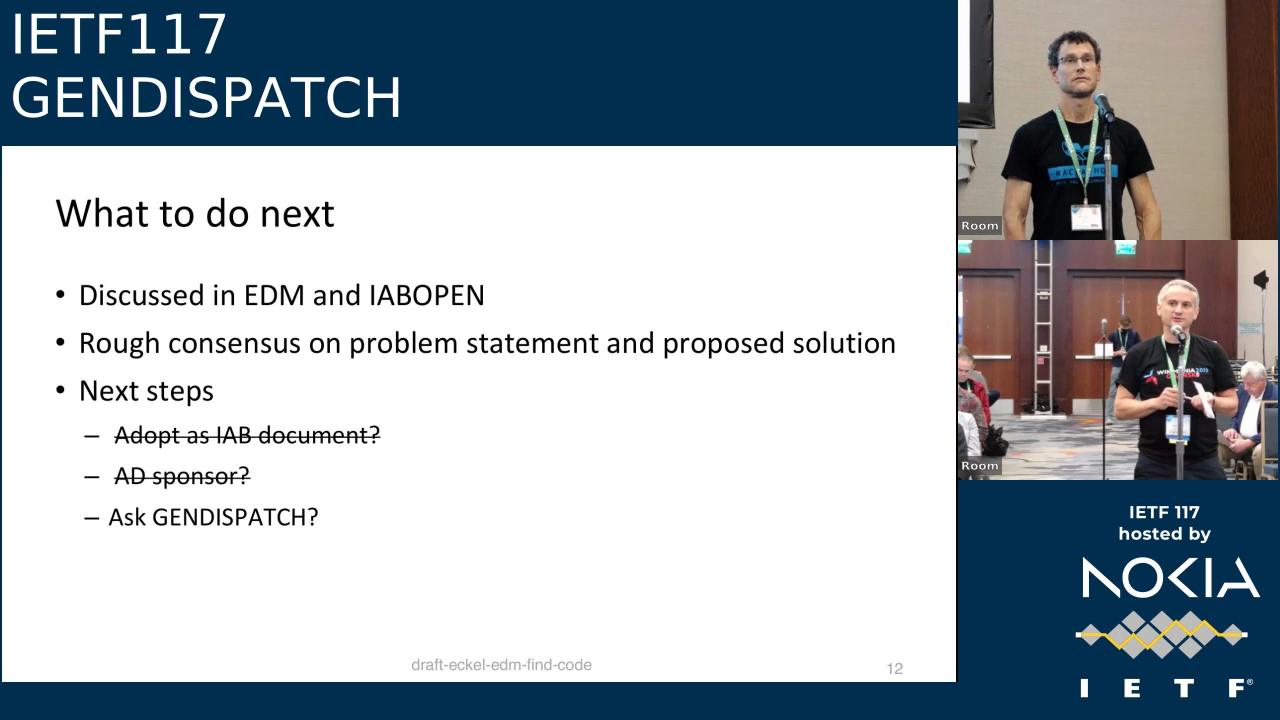 IETF117
GENDISPATCH
What to do next
• Discussed in EDM and IABOPEN
• Rough consensus on problem statement and proposed solution
• Next steps
– Adopt as IAB document?
– AD sponsor?
– Ask GENDISPATCH?
draft-eckel-edm-find-code
12
Room
Room
IETF 117
hosted by
NOKIA
I E T F®